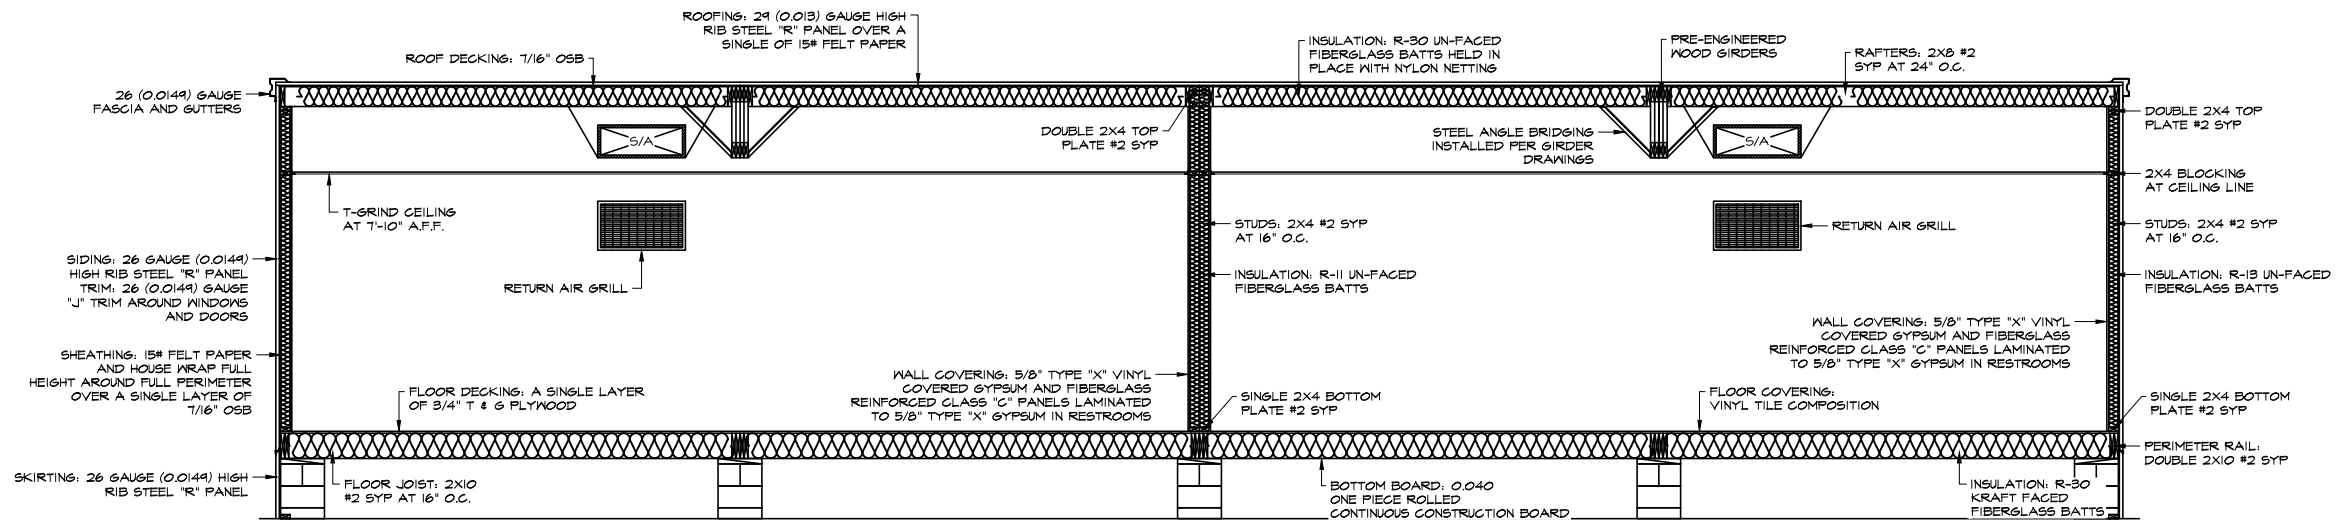 ROOFING: 29 (0.013) GAUGE HIGH
RIB STEEL "R" PANEL OVER A
SINGLE OF 15# FELT PAPER
ROOF DECKING: 7/16" OSB
INSULATION: R-30 UN-FACED
FIBERGLASS BATTS HELD IN
PLACE WITH NYLON NETTING
PRE-ENGINEERED
WOOD GIRDERS
RAFTERS: 2X8 #2
SYP AT 24" O.C.
26 (0.0149) GAUGE
FASCIA AND GUTTERS
DOUBLE 2X4 TOP
PLATE #2 SYP
STEEL ANGLE BRIDGING
INSTALLED PER GIRDER
DRAWINGS
DOUBLE 2X4 TOP
PLATE #2 SYP
S/A
S/A
2X4 BLOCKING
AT CEILING LINE
T-GRIND CEILING
AT 7'-10" A.F.F.
STUDS: 2X4 #2 SYP
AT 16" O.C.
RETURN AIR GRILL
STUDS: 2X4 #2 SYP
AT 16" O.C.
SIDING: 26 GAUGE (0.0149)
HIGH RIB STEEL "R" PANEL
TRIM: 26 (0.0149) GAUGE
"J" TRIM AROUND WINDOWS
AND DOORS
RETURN AIR GRILL
INSULATION: R-11 UN-FACED
FIBERGLASS BATTS
INSULATION: R-13 UN-FACED
FIBERGLASS BATTS
WALL COVERING: 5/8" TYPE "X" VINYL
COVERED GYPSUM AND FIBERGLASS
REINFORCED CLASS "C" PANELS LAMINATED
TO 5/8" TYPE "X" GYPSUM IN RESTROOMS
SHEATHING: 15# FELT PAPER
AND HOUSE WRAP FULL
HEIGHT AROUND FULL PERIMETER
OVER A SINGLE LAYER OF
7/16" OSB
FLOOR DECKING: A SINGLE LAYER
OF 3/4" T & G PLYWOOD
WALL COVERING: 5/8" TYPE "X" VINYL
COVERED GYPSUM AND FIBERGLASS
REINFORCED CLASS "C" PANELS LAMINATED
TO 5/8" TYPE "X" GYPSUM IN RESTROOMS
SINGLE 2X4 BOTTOM
PLATE #2 SYP
FLOOR COVERING:
VINYL TILE COMPOSITION
SINGLE 2X4 BOTTOM
PLATE #2 SYP
PERIMETER RAIL:
DOUBLE 2X10 #2 SYP
SKIRTING: 26 GAUGE (0.0149) HIGH
RIB STEEL "R" PANEL
FLOOR JOIST: 2X10
#2 SYP AT 16" O.C.
BOTTOM BOARD: 0.040
ONE PIECE ROLLED
CONTINUOUS CONSTRUCTION BOARD
INSULATION: R-30
KRAFT FACED
FIBERGLASS BATTS